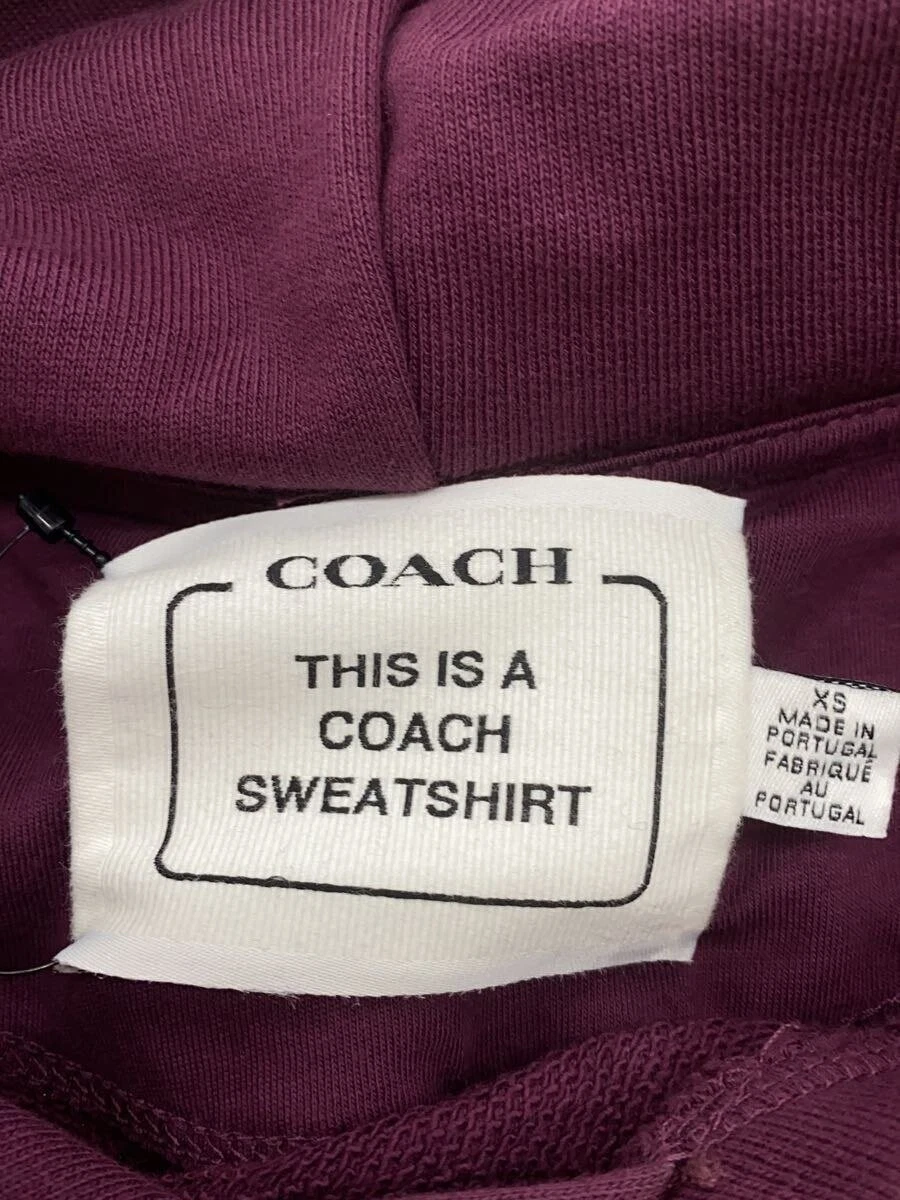 COACH
THIS IS A
COACH
SWEATSHIRT
XS
MADE IN
PORTUGAL
FABRIQUÉ
AU
PORTUGAL